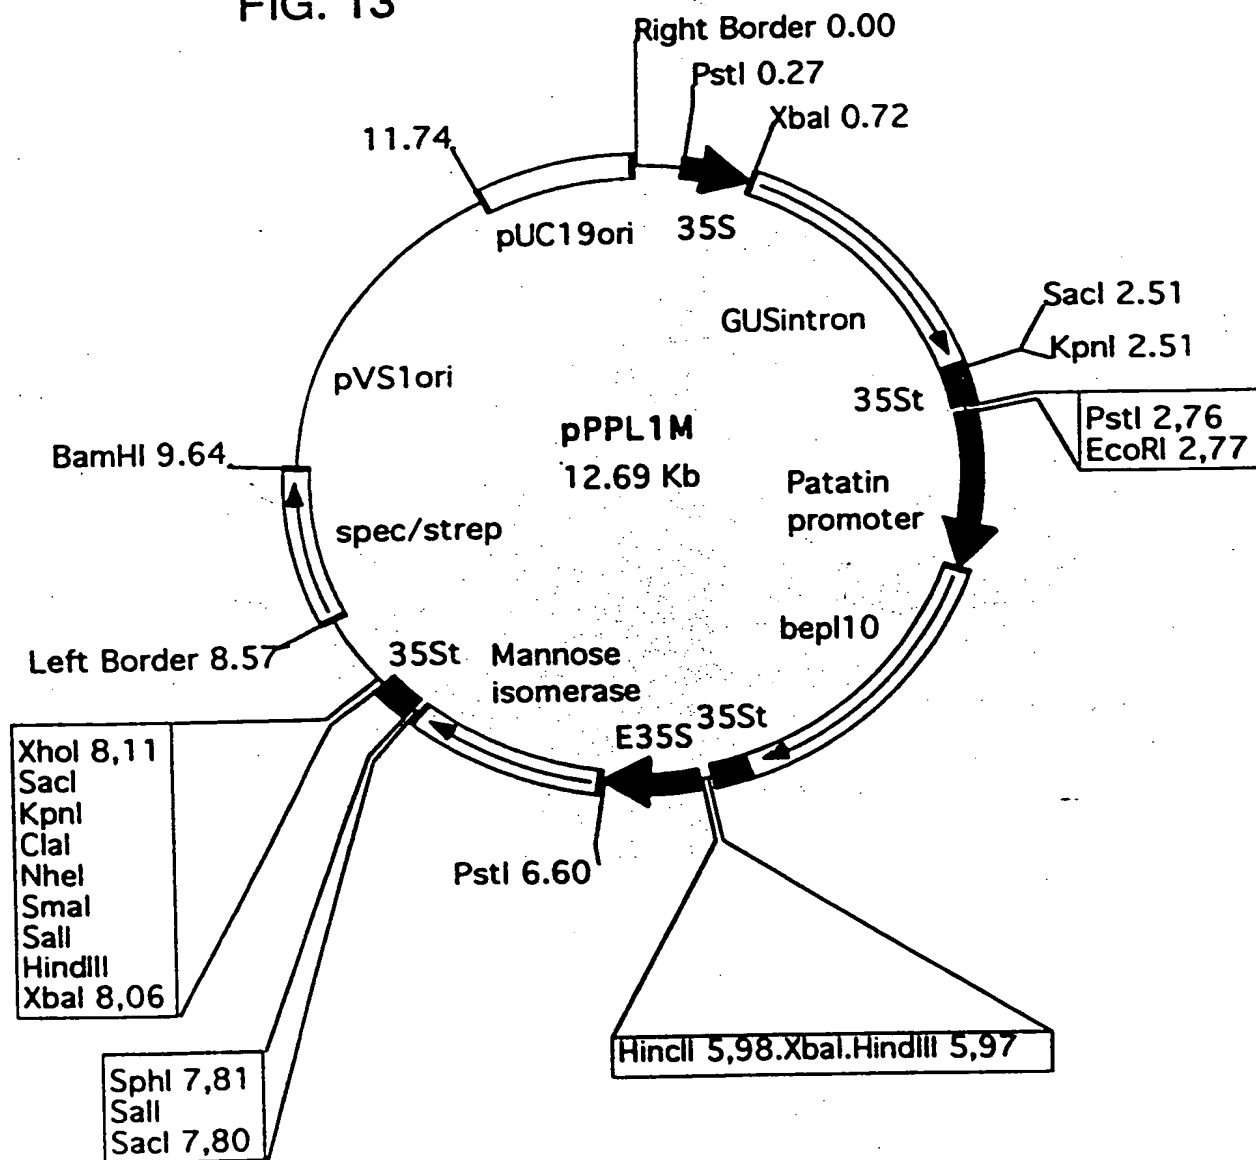 FIG. 13
Right Border 0.00
PstI 0.27
XbaI 0.72
11.74
pUC19ori
35S
GUSintron
SacI 2.51
KpnI 2.51
35St
PstI 2,76
EcoRI 2,77
pVS1ori
pPPL1M
12.69 Kb
BamHI 9.64
Patatin
promoter
spec/strep
bepl10
Left Border 8.57
35St
Mannose
isomerase
E35S
35St
XhoI 8,11
SacI
KpnI
ClaI
NheI
SmaI
SalI
HindIII
XbaI 8,06
PstI 6.60
HincII 5,98.XbaI.HindIII 5,97
SphI 7,81
SalI
SacI 7,80